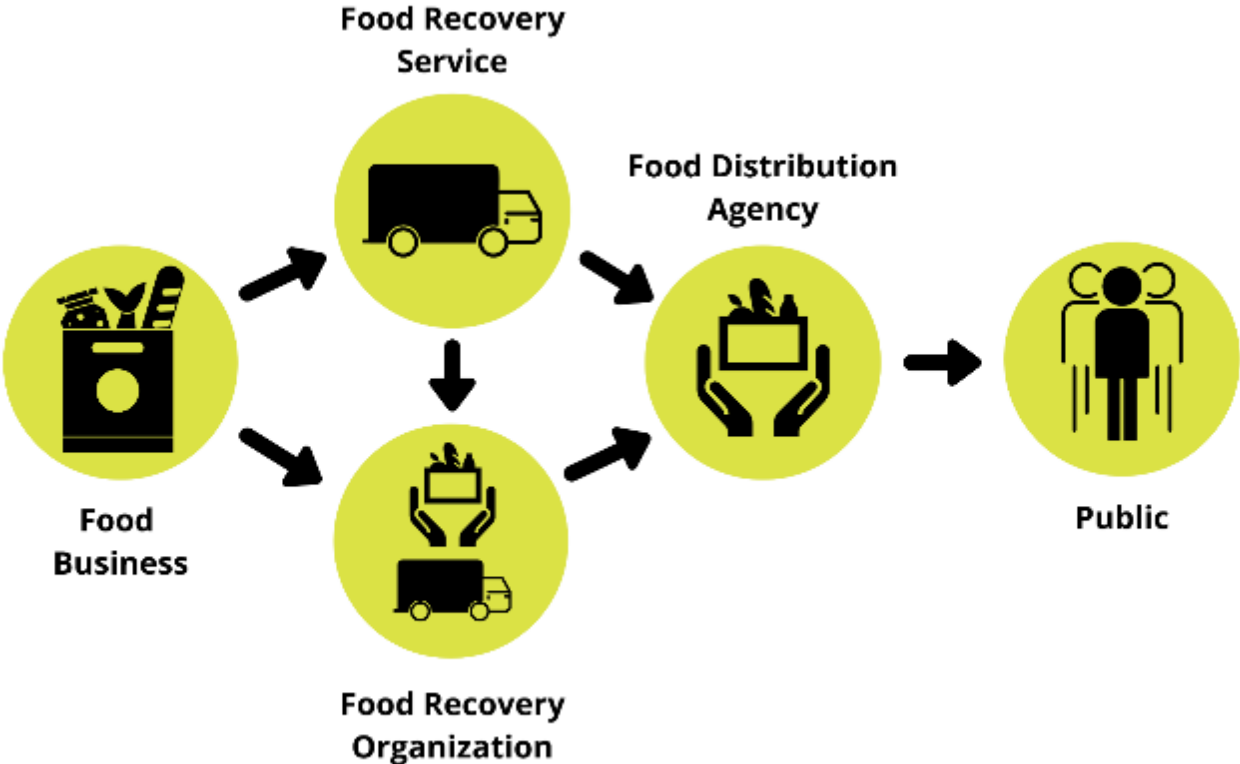 Food Recovery
Service
Food Distribution
Agency
Food
Business
Public
Food Recovery
Organization